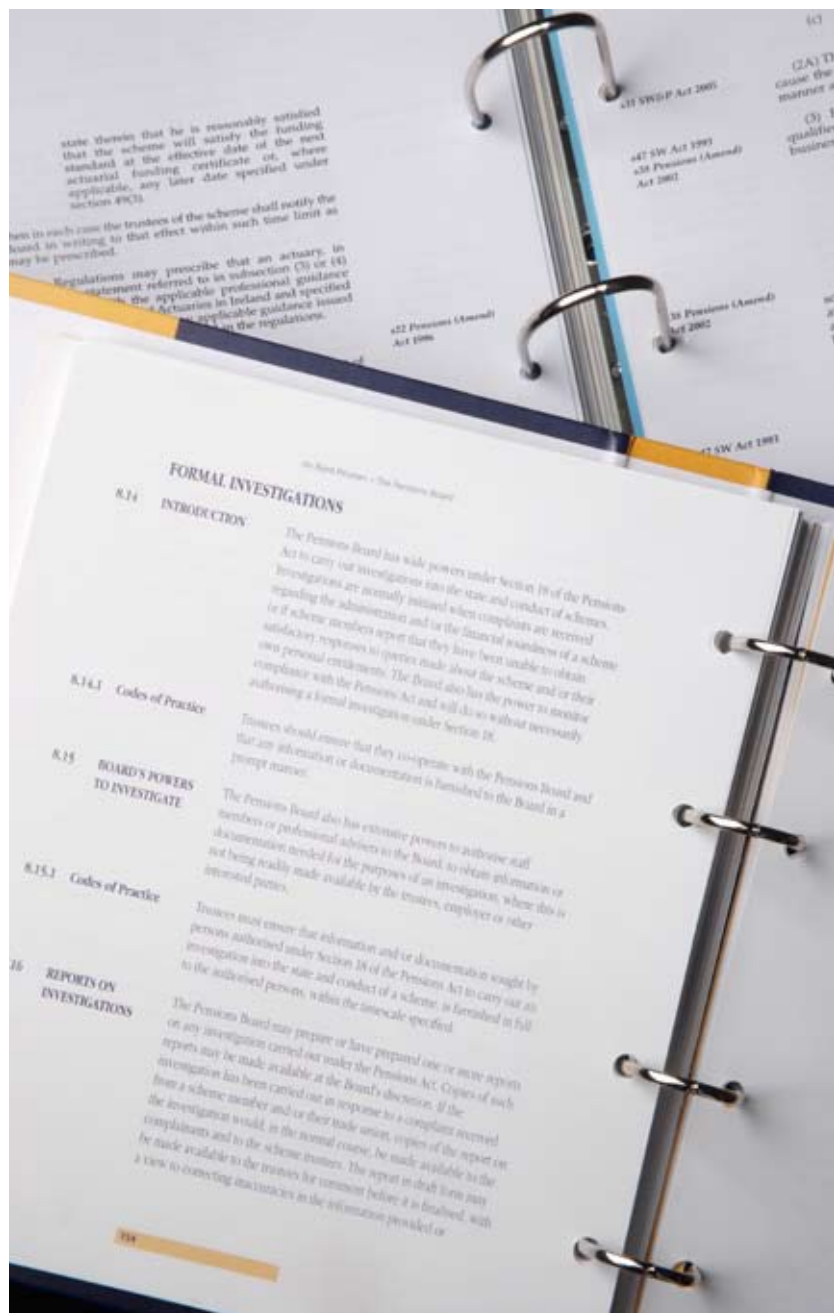 (c)
(2A) Th
cause the
manner a
(3)
qualific
busines
s33 SW&P Act 2005
s47 SW Act 1993
s38 Pensions (Amend)
Act 2002
s38 Pensions (Amend)
Act 2002
SW Act 1981
state therein that he is reasonably satisfied
that the scheme will satisfy the funding
standard at the effective date of the next
actuarial funding certificate or, where
applicable, any later date specified under
section 49(3).
hen in each case the trustees of the scheme shall notify the
Board in writing to that effect within such time limit as
may be prescribed.
Regulations may prescribe that an actuary, in
statement referred to in subsection (3) or (4)
the applicable professional guidance
Actuaries in Ireland and specified
applicable guidance issued
in the regulations.
s22 Pensions (Amend)
Act 1996
An Bord Pinsean – The Pensions Board
FORMAL INVESTIGATIONS
8.14 INTRODUCTION
The Pensions Board has wide powers under Section 18 of the Pensions
Act to carry out investigations into the state and conduct of schemes.
Investigations are normally initiated when complaints are received
regarding the administration and/or the financial soundness of a scheme
or if scheme members report that they have been unable to obtain
satisfactory responses to queries made about the scheme and/or their
own personal entitlements. The Board also has the power to monitor
compliance with the Pensions Act and will do so without necessarily
authorising a formal investigation under Section 18.
8.14.1 Codes of Practice
Trustees should ensure that they co-operate with the Pensions Board and
that any information or documentation is furnished to the Board in a
prompt manner.
8.15 BOARD'S POWERS
TO INVESTIGATE
The Pensions Board also has extensive powers to authorise staff
members or professional advisers to the Board, to obtain information or
documentation needed for the purposes of an investigation, where this is
not being readily made available by the trustees, employer or other
interested parties.
8.15.1 Codes of Practice
Trustees must ensure that information and/or documentation sought by
persons authorised under Section 18 of the Pensions Act to carry out an
investigation into the state and conduct of a scheme, is furnished in full
to the authorised persons, within the timescale specified.
16 REPORTS ON
INVESTIGATIONS
The Pensions Board may prepare or have prepared one or more reports
on any investigation carried out under the Pensions Act. Copies of such
reports may be made available at the Board's discretion. If the
investigation has been carried out in response to a complaint received
from a scheme member and/or their trade union, copies of the report on
the investigation would, in the normal course, be made available to the
complainants and to the scheme trustees. The report in draft form may
be made available to the trustees for comment before it is finalised, with
a view to correcting inaccuracies in the information provided or